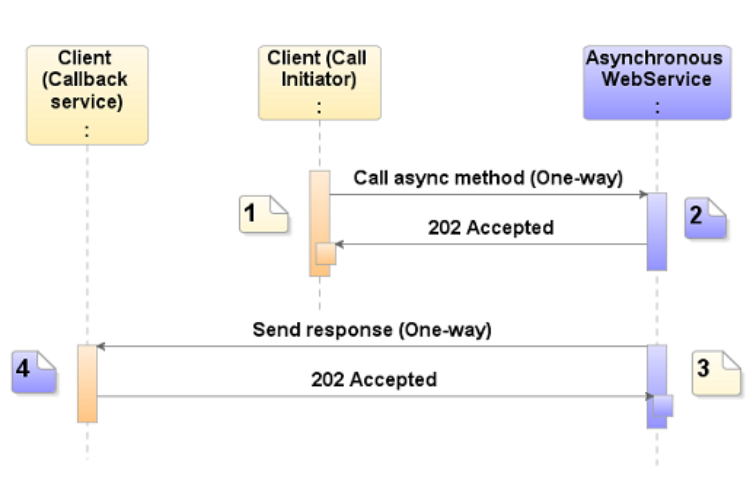 Client
(Callback
service)
:
Client (Call
Initiator)
:
Asynchronous
WebService
:
Call async method (One-way)
1
2
202 Accepted
Send response (One-way)
4
3
202 Accepted